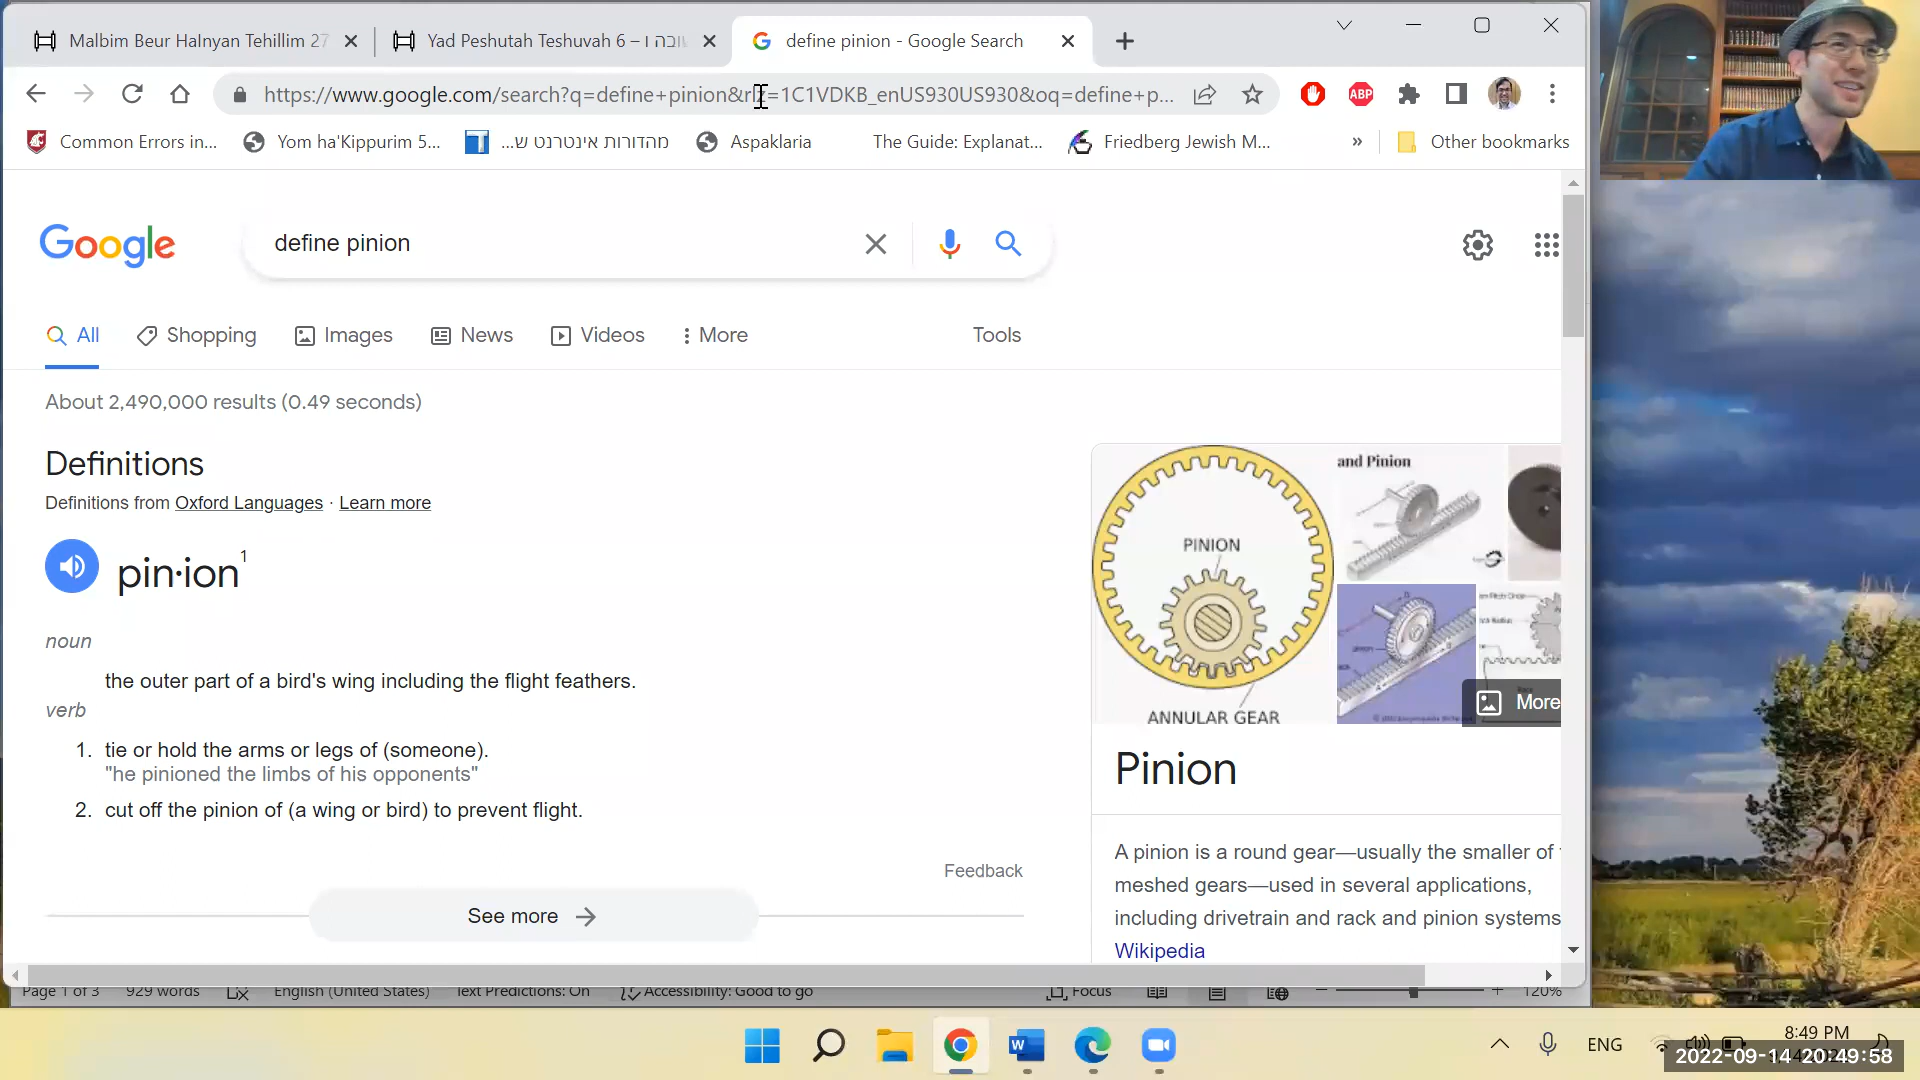 Malbim Beur HaInyan Tehillim 27
Yad Peshutah Teshuvah 6 – שובה ו
define pinion - Google Search
https://www.google.com/search?q=define+pinion&rlz=1C1VDKB_enUS930US930&oq=define+p...
ABP
Common Errors in...
Yom ha'Kippurim 5...
מהדורות אינטרנט ש...
Aspaklaria
The Guide: Explanat...
Friedberg Jewish M...
»
Other bookmarks
Google
define pinion
All
Shopping
Images
News
Videos
More
Tools
About 2,490,000 results (0.49 seconds)
Definitions
Definitions from Oxford Languages · Learn more
pin·ion1
noun
the outer part of a bird's wing including the flight feathers.
verb
1. tie or hold the arms or legs of (someone).
"he pinioned the limbs of his opponents"
2. cut off the pinion of (a wing or bird) to prevent flight.
Feedback
See more
and Pinion
PINION
ANNULAR GEAR
More
Pinion
A pinion is a round gear—usually the smaller of
meshed gears—used in several applications,
including drivetrain and rack and pinion systems
Wikipedia
Page 1 of 3
929 words
English (United States)
Text Predictions: On
Accessibility: Good to go
Focus
120%
ENG
8:49 PM
2022-09-14 20:49:58